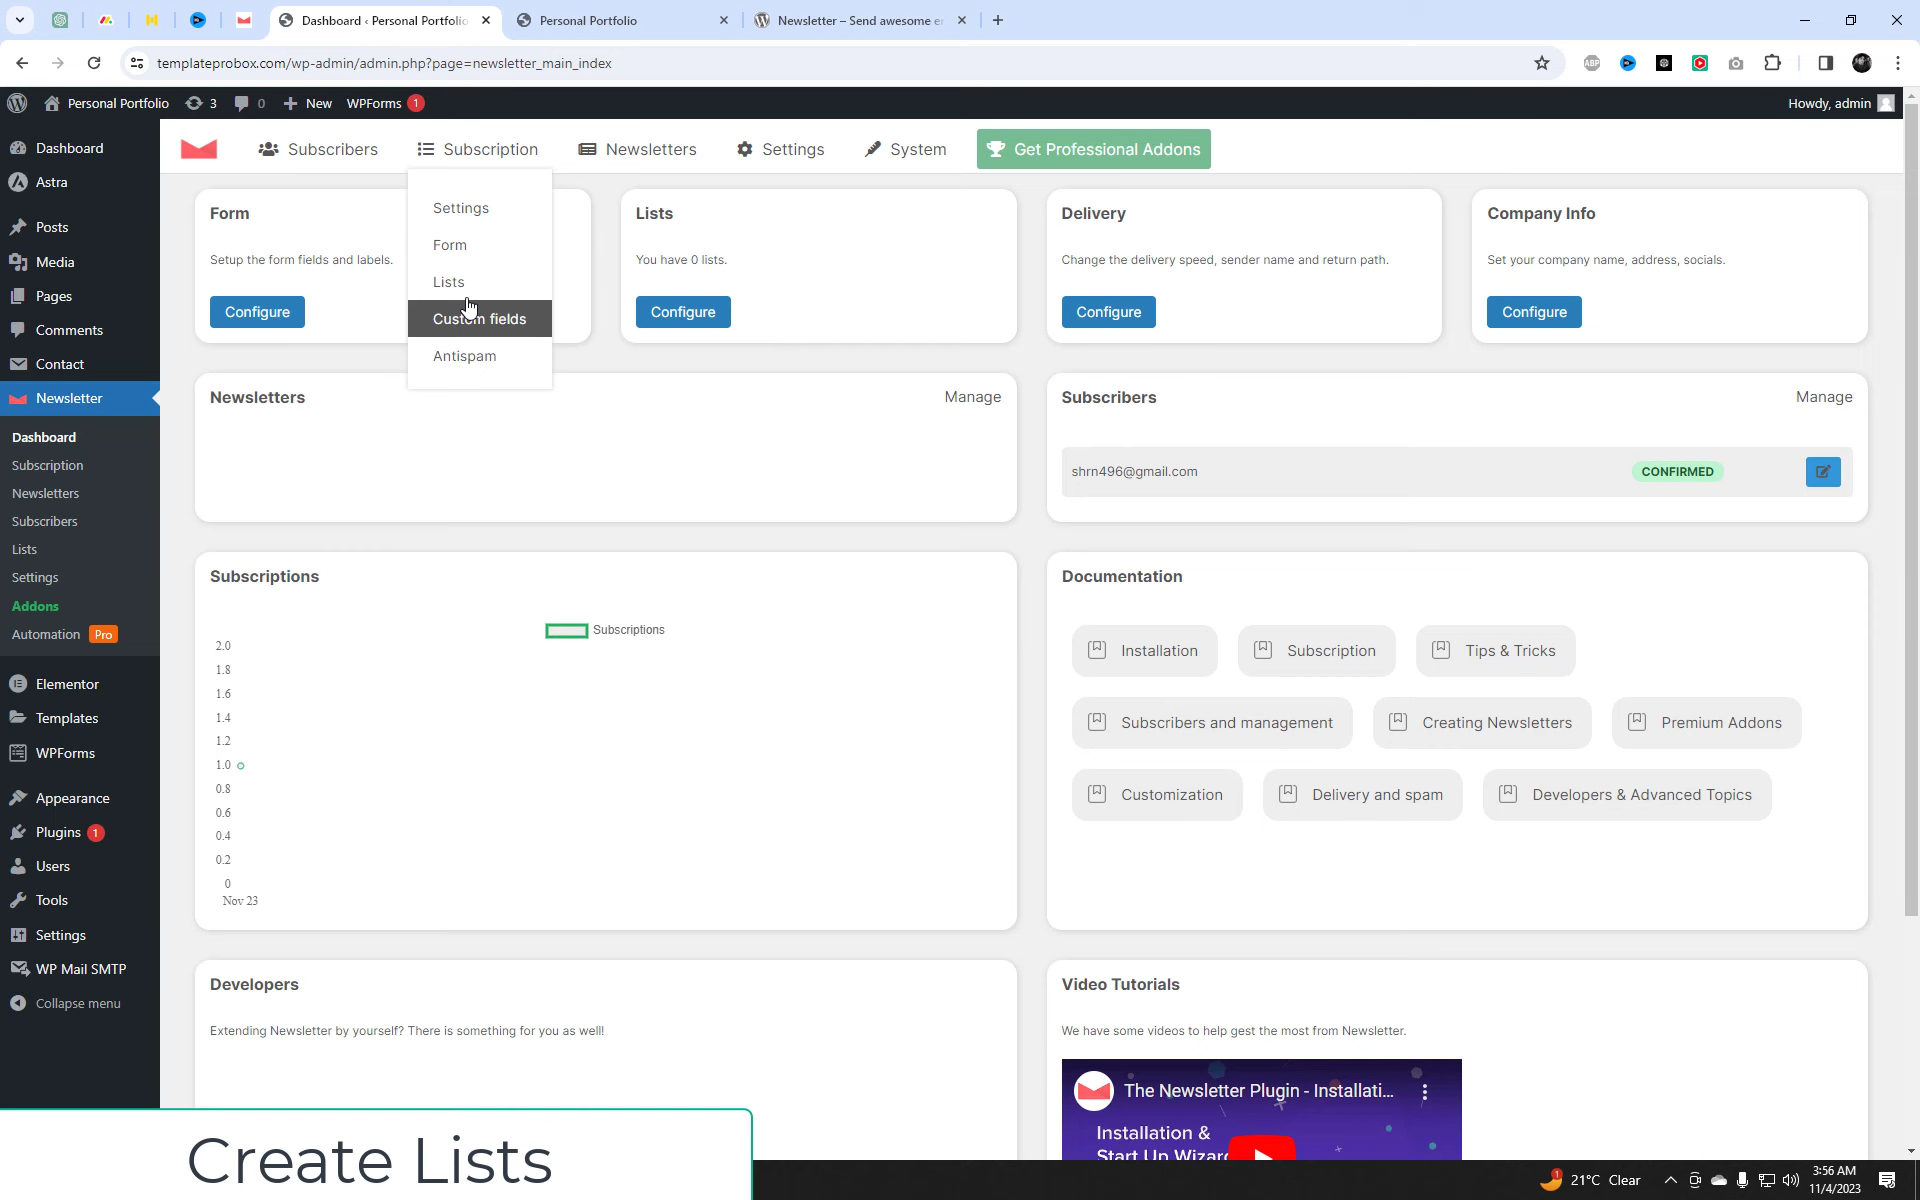 Dashboard ‹ Personal Portfolio
Personal Portfolio
Newsletter – Send awesome e
templateprobox.com/wp-admin/admin.php?page=newsletter_main_index
Personal Portfolio
3
0
New
WPForms 1
Howdy, admin
Dashboard
Astra
Posts
Media
Pages
Comments
Contact
Newsletter
Dashboard
Subscription
Newsletters
Subscribers
Lists
Settings
Addons
Automation Pro
Elementor
Templates
WPForms
Appearance
Plugins 1
Users
Tools
Settings
WP Mail SMTP
Collapse menu
Subscribers
Subscription
Newsletters
Settings
System
Get Professional Addons
Settings
Form
Lists
Custom fields
Antispam
Form
Setup the form fields and labels.
Configure
Lists
You have 0 lists.
Configure
Delivery
Change the delivery speed, sender name and return path.
Configure
Company Info
Set your company name, address, socials.
Configure
Newsletters
Manage
Subscribers
Manage
shrn496@gmail.com
CONFIRMED
Subscriptions
Subscriptions
2.0
1.8
1.6
1.4
1.2
1.0
0.8
0.6
0.4
0.2
0
Nov 23
Documentation
Installation
Subscription
Tips & Tricks
Subscribers and management
Creating Newsletters
Premium Addons
Customization
Delivery and spam
Developers & Advanced Topics
Developers
Extending Newsletter by yourself? There is something for you as well!
Video Tutorials
We have some videos to help gest the most from Newsletter.
The Newsletter Plugin - Installati...
Installation &
Start Up Wizar
Create Lists
1
21°C Clear
3:56 AM
11/4/2023